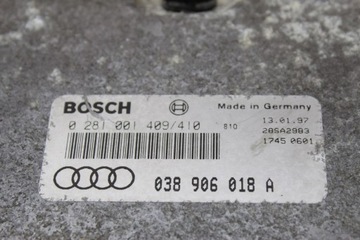 BOSCH
Made in Germany
0 281 001 409/410
810
13.01.97
28SA2983
1745 0601
038 906 018 A